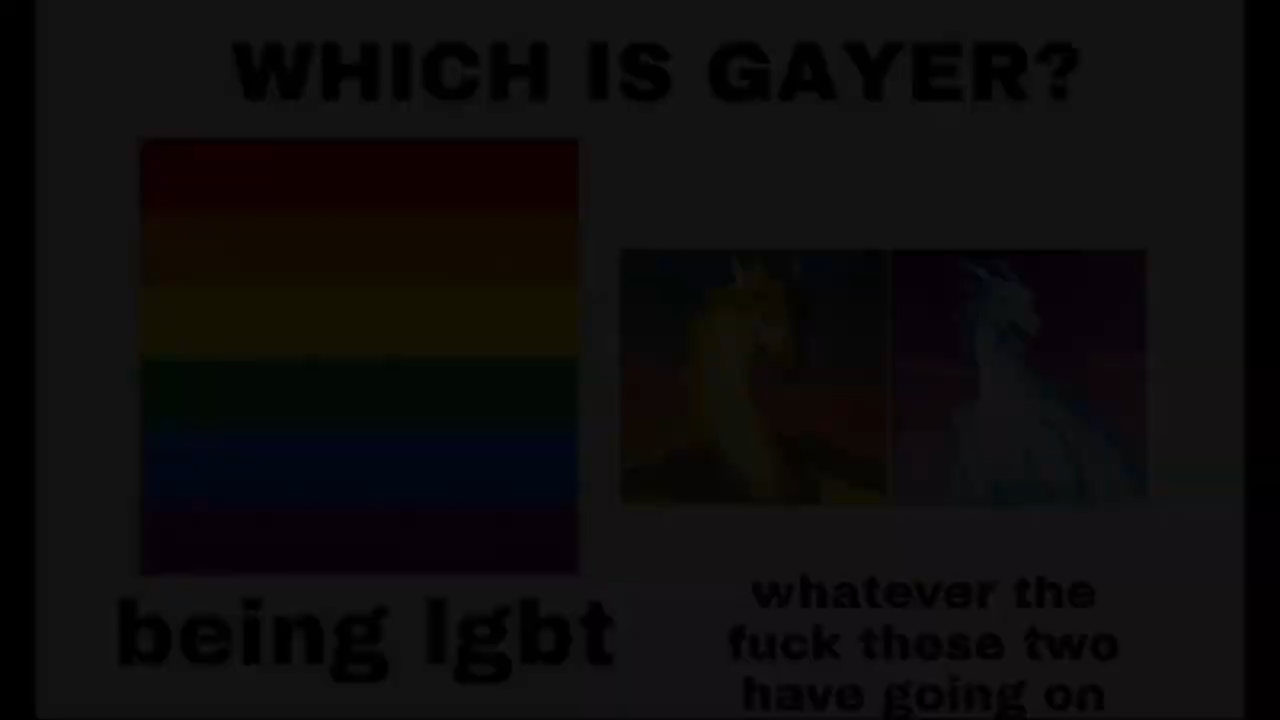 WHICH IS GAYER?
being lgbt
whatever the
fuck these two
have going on